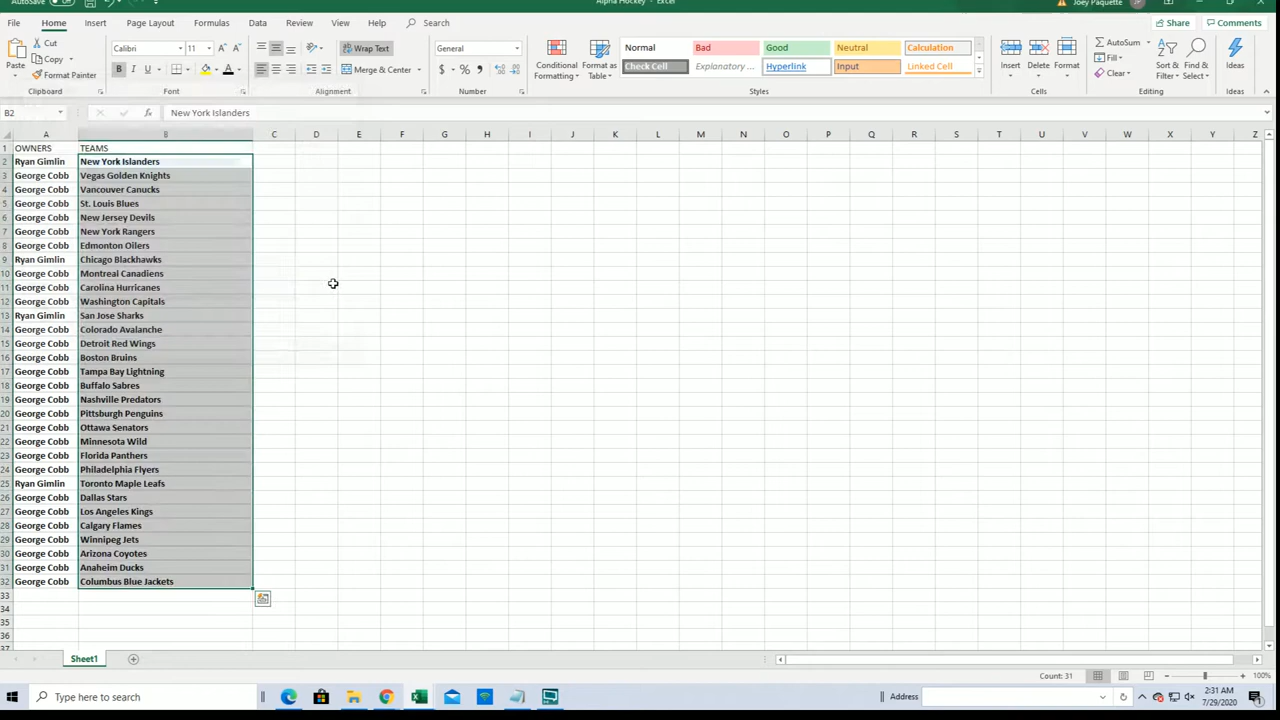 AutoSave Off Alpha Hockey - Excel Joey Paquette JP
File Home Insert Page Layout Formulas Data Review View Help Search Share Comments
Paste Cut Copy Format Painter Clipboard
Calibri 11 B I U Font
Wrap Text Merge & Center Alignment
General $ % Number
Conditional Formatting Format as Table
Normal Bad Good Neutral Calculation
Check Cell Explanatory ... Hyperlink Input Linked Cell
Styles
Insert Delete Format Cells
AutoSum Fill Clear Sort & Filter Find & Select Editing
Ideas Ideas
B2 fx New York Islanders
A B C D E F G H I J K L M N O P Q R S T U V W X Y Z
1 OWNERS TEAMS
2 Ryan Gimlin New York Islanders
3 George Cobb Vegas Golden Knights
4 George Cobb Vancouver Canucks
5 George Cobb St. Louis Blues
6 George Cobb New Jersey Devils
7 George Cobb New York Rangers
8 George Cobb Edmonton Oilers
9 Ryan Gimlin Chicago Blackhawks
10 George Cobb Montreal Canadiens
11 George Cobb Carolina Hurricanes
12 George Cobb Washington Capitals
13 Ryan Gimlin San Jose Sharks
14 George Cobb Colorado Avalanche
15 George Cobb Detroit Red Wings
16 George Cobb Boston Bruins
17 George Cobb Tampa Bay Lightning
18 George Cobb Buffalo Sabres
19 George Cobb Nashville Predators
20 George Cobb Pittsburgh Penguins
21 George Cobb Ottawa Senators
22 George Cobb Minnesota Wild
23 George Cobb Florida Panthers
24 George Cobb Philadelphia Flyers
25 Ryan Gimlin Toronto Maple Leafs
26 George Cobb Dallas Stars
27 George Cobb Los Angeles Kings
28 George Cobb Calgary Flames
29 George Cobb Winnipeg Jets
30 George Cobb Arizona Coyotes
31 George Cobb Anaheim Ducks
32 George Cobb Columbus Blue Jackets
33
34
35
36
37
Sheet1
Count: 31 100%
Type here to search Address 2:31 AM
7/29/2020